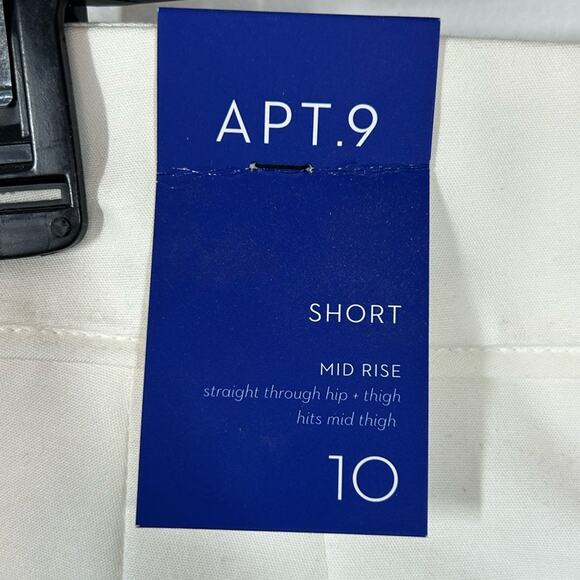 APT.9
SHORT
MID RISE
straight through hip + thigh
hits mid thigh
10